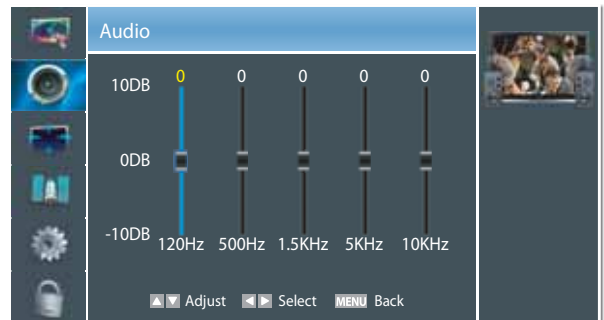 Audio
0 0 0 0 0
10DB
0DB
-10DB
120Hz 500Hz 1.5KHz 5KHz 10KHz
Adjust Select MENU Back